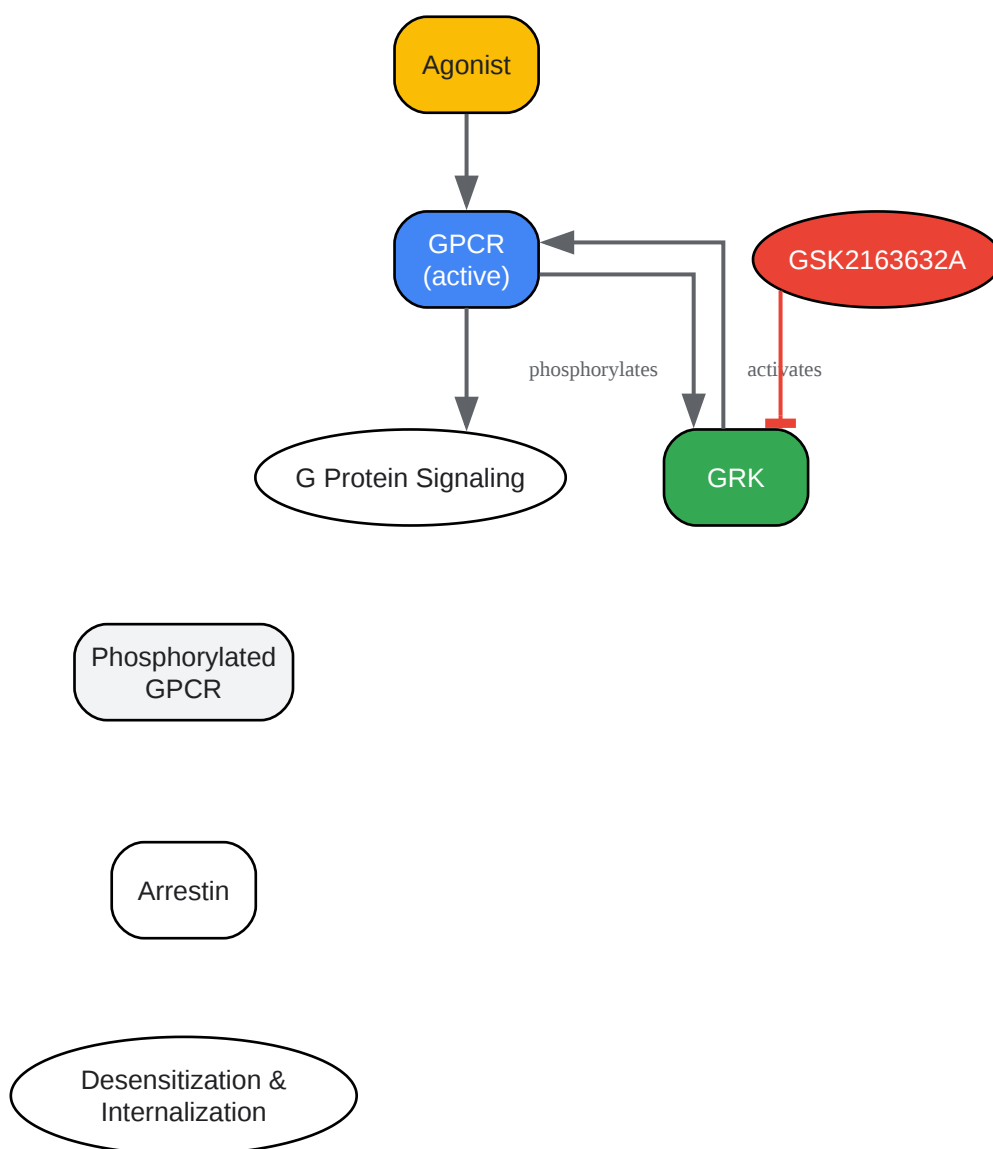 Agonist
GPCR
(active)
GSK2163632A
phosphorylates
activates
G Protein Signaling
GRK
Phosphorylated
GPCR
Arrestin
Desensitization &
Internalization